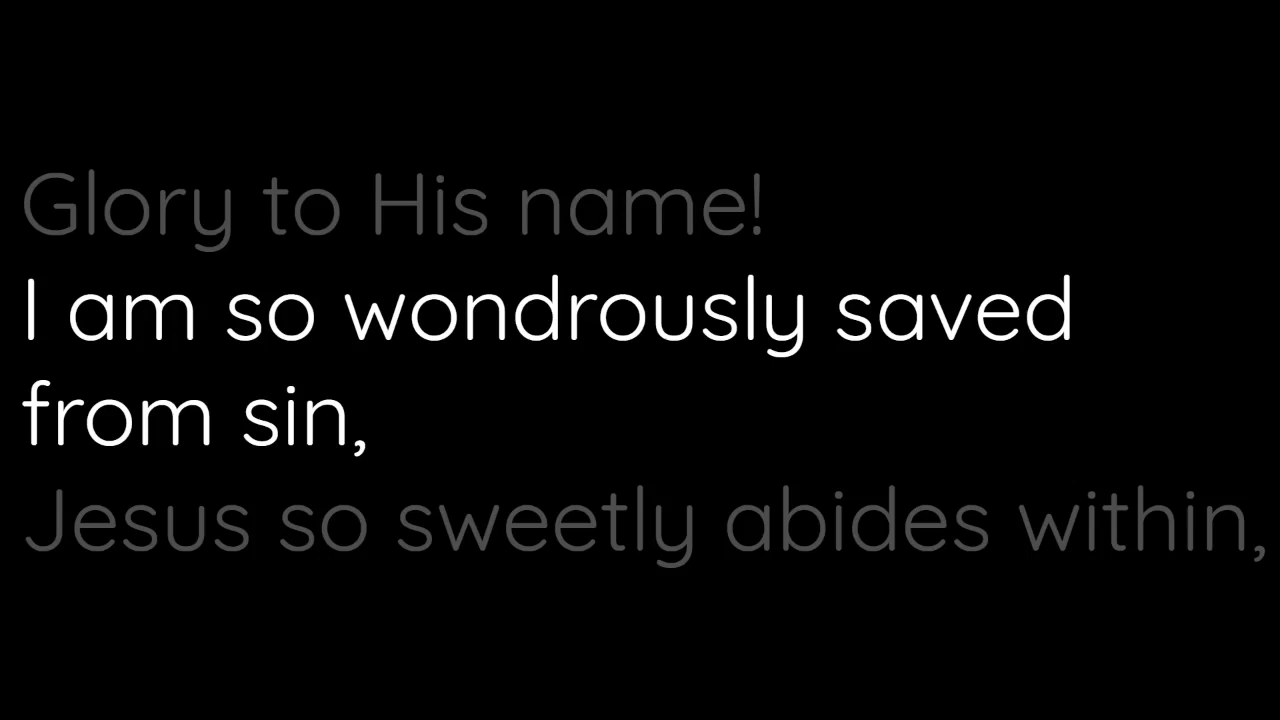 Glory to His name!
I am so wondrously saved
from sin,
Jesus so sweetly abides within,